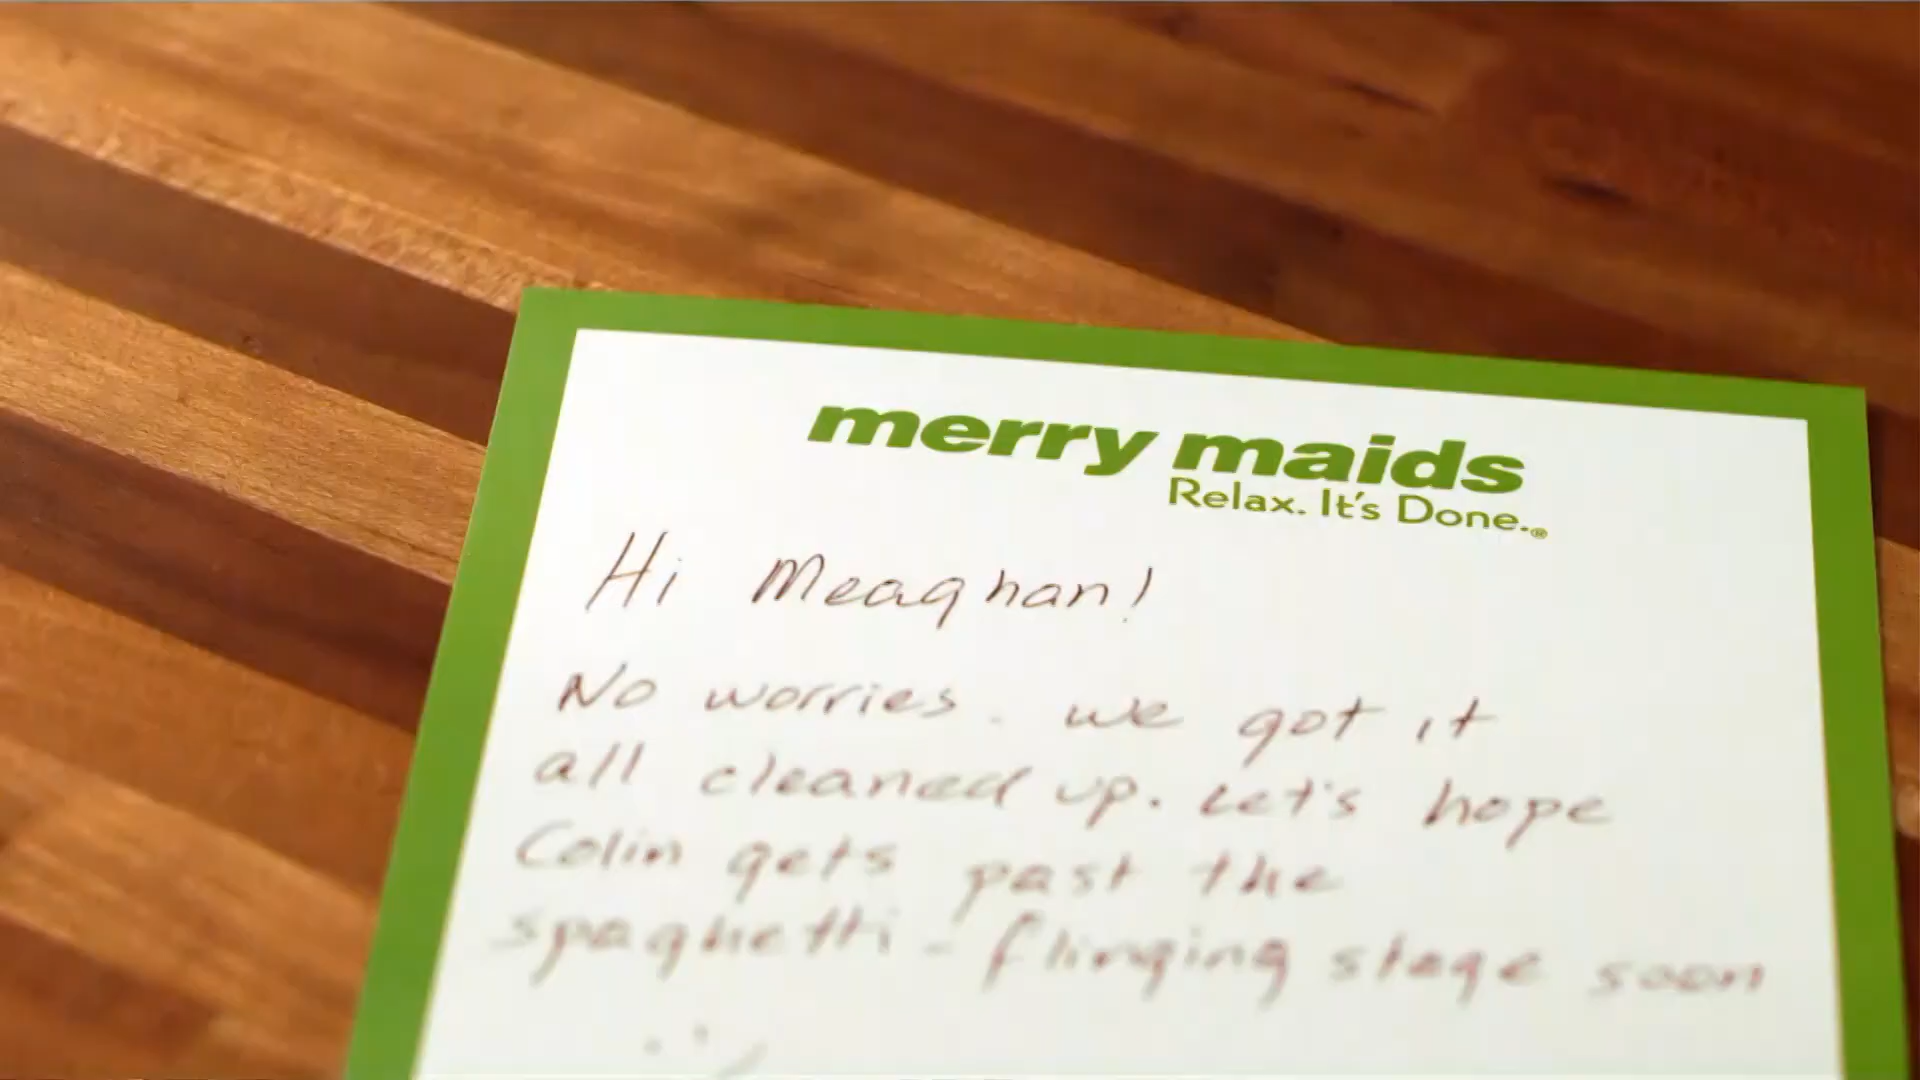 merry maids
Relax. It's Done.®
Hi Meaghan!
No worries. we got it
all cleaned up. Let's hope
Colin gets past the
spaghetti-flinging stage soon